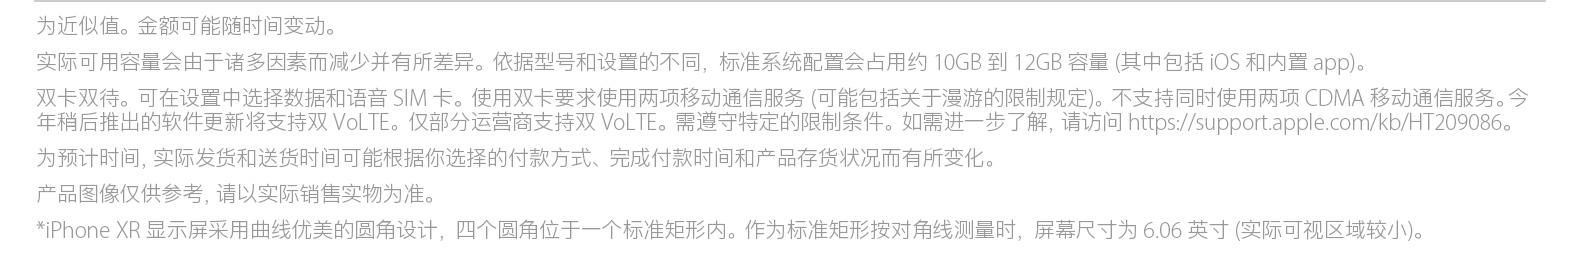 为近似值。金额可能随时间变动。
实际可用容量会由于诸多因素而减少并有所差异。依据型号和设置的不同，标准系统配置会占用约 10GB 到 12GB 容量 (其中包括 iOS 和内置 app)。
双卡双待。可在设置中选择数据和语音 SIM 卡。使用双卡要求使用两项移动通信服务 (可能包括关于漫游的限制规定)。不支持同时使用两项 CDMA 移动通信服务。今
年稍后推出的软件更新将支持双 VoLTE。仅部分运营商支持双 VoLTE。需遵守特定的限制条件。如需进一步了解, 请访问 https://support.apple.com/kb/HT209086。
为预计时间, 实际发货和送货时间可能根据你选择的付款方式、完成付款时间和产品存货状况而有所变化。
产品图像仅供参考, 请以实际销售实物为准。
*iPhone XR 显示屏采用曲线优美的圆角设计，四个圆角位于一个标准矩形内。作为标准矩形按对角线测量时，屏幕尺寸为 6.06 英寸 (实际可视区域较小)。